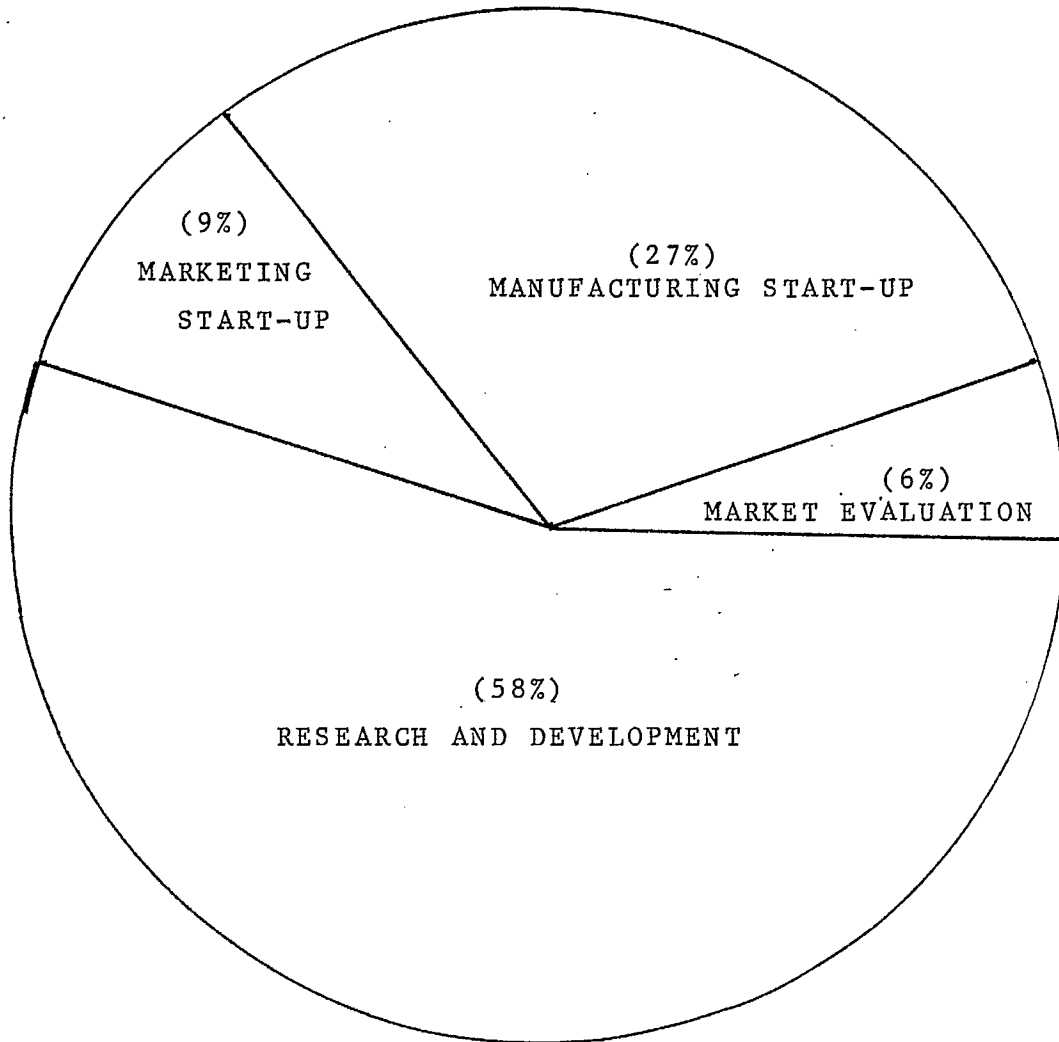 (9%)
MARKETING
START-UP
(27%)
MANUFACTURING START-UP
(6%)
MARKET EVALUATION
(58%)
RESEARCH AND DEVELOPMENT